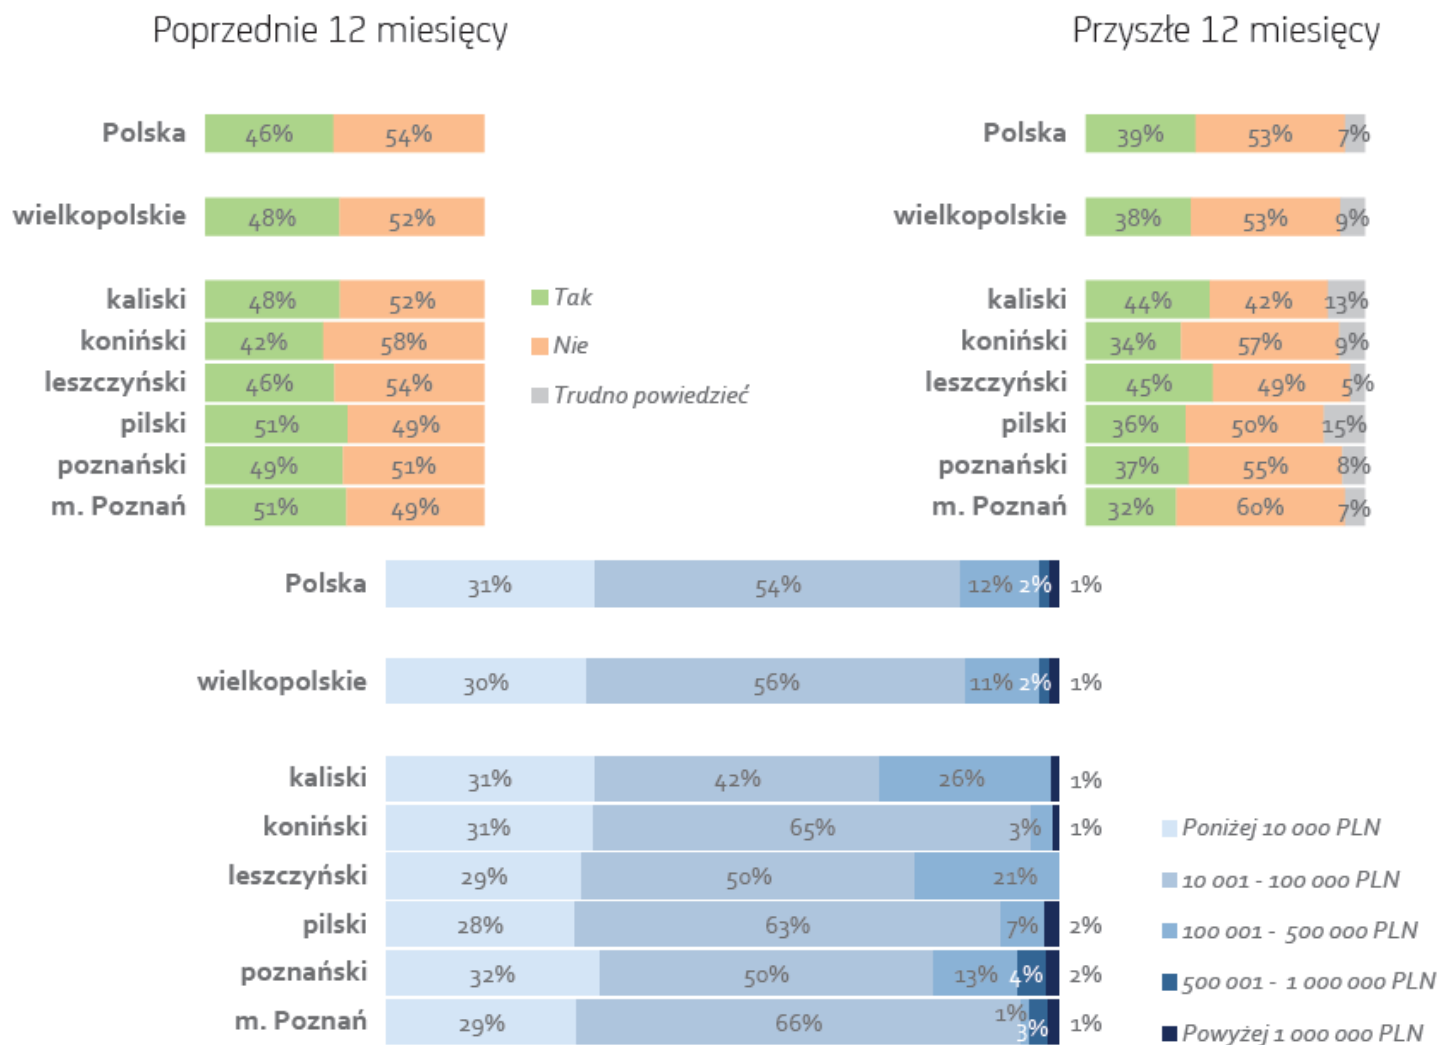 Poprzednie 12 miesięcy
Przyszłe 12 miesięcy
Polska 46% 54%
Polska 39% 53% 7%
wielkopolskie 48% 52%
wielkopolskie 38% 53% 9%
kaliski 48% 52%
koniński 42% 58%
leszczyński 46% 54%
pilski 51% 49%
poznański 49% 51%
m. Poznań 51% 49%
Tak
Nie
Trudno powiedzieć
kaliski 44% 42% 13%
koniński 34% 57% 9%
leszczyński 45% 49% 5%
pilski 36% 50% 15%
poznański 37% 55% 8%
m. Poznań 32% 60% 7%
Polska 31% 54% 12% 2% 1%
wielkopolskie 30% 56% 11% 2% 1%
kaliski 31% 42% 26% 1%
koniński 31% 65% 3% 1%
leszczyński 29% 50% 21%
pilski 28% 63% 7% 2%
poznański 32% 50% 13% 4% 2%
m. Poznań 29% 66% 1% 3% 1%
Poniżej 10 000 PLN
10 001 - 100 000 PLN
100 001 - 500 000 PLN
500 001 - 1 000 000 PLN
Powyżej 1 000 000 PLN